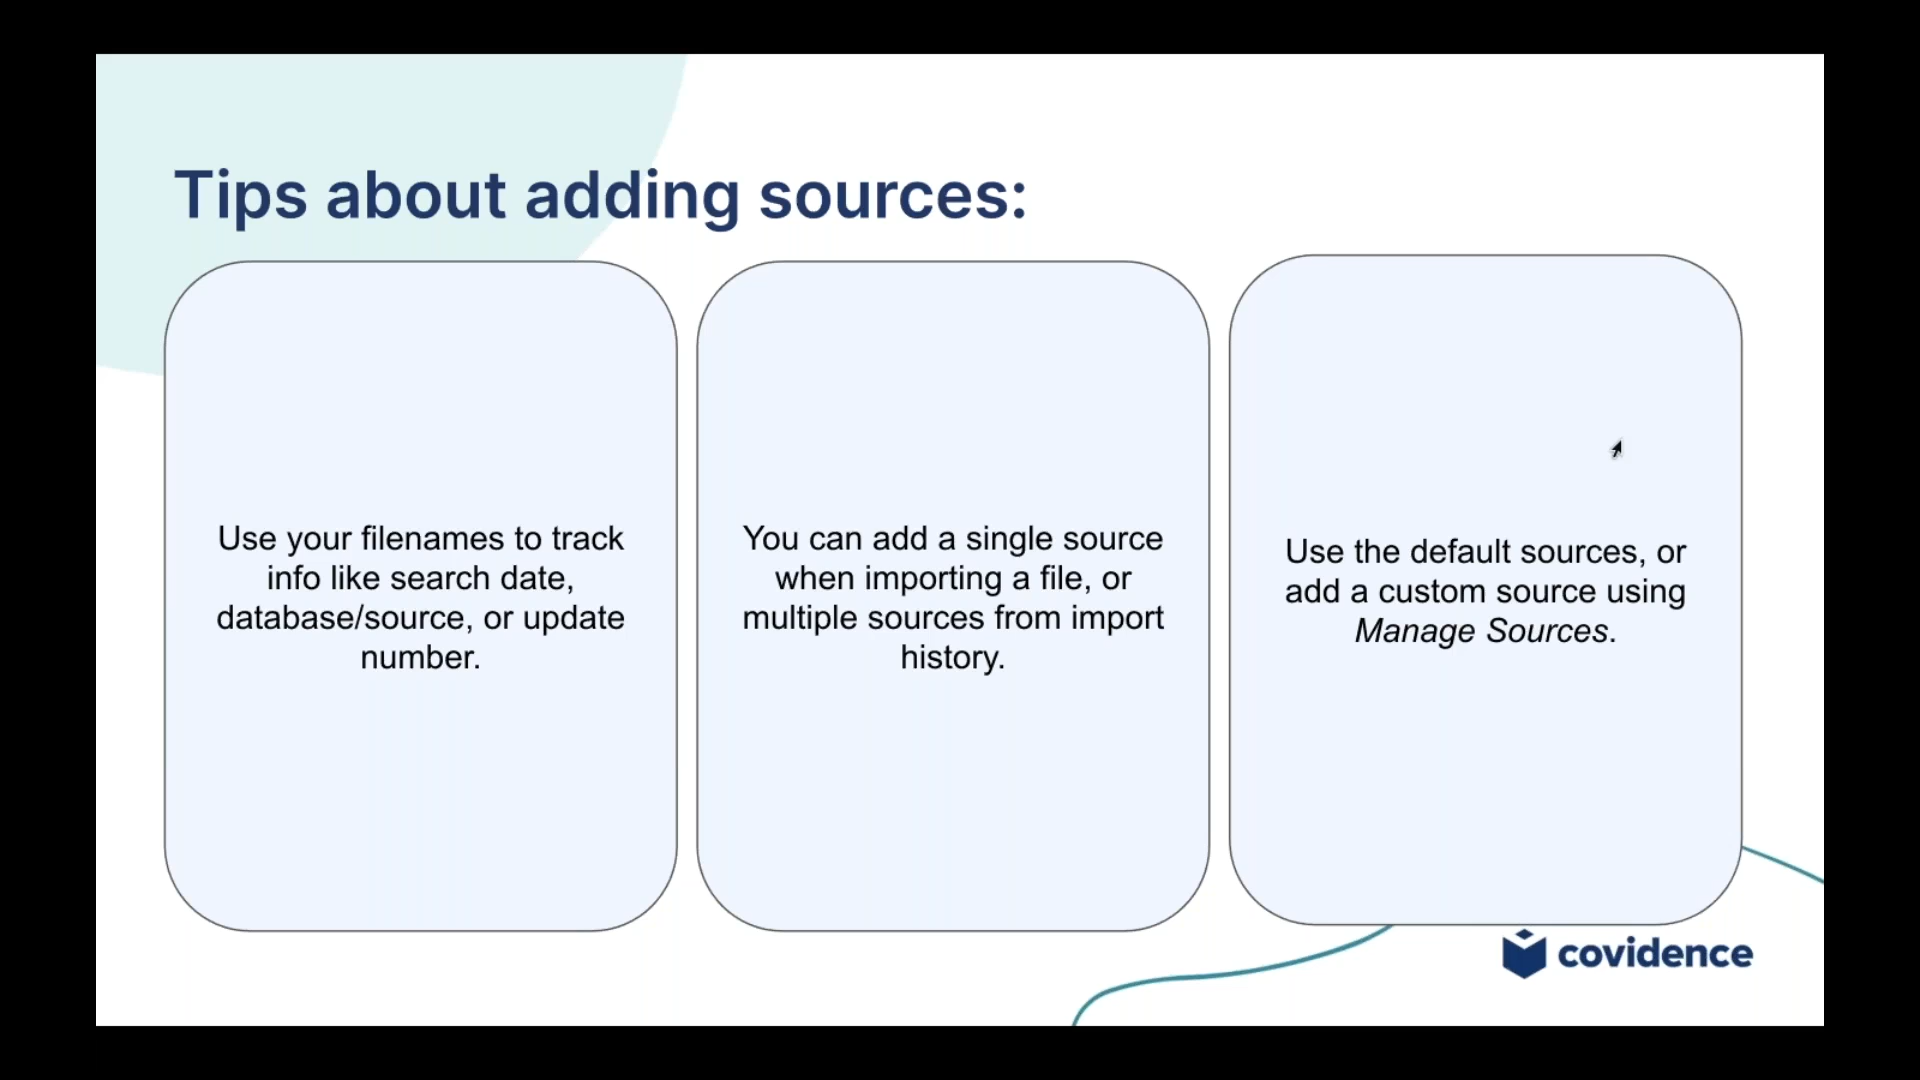 Tips about adding sources:
Use your filenames to track
info like search date,
database/source, or update
number.
You can add a single source
when importing a file, or
multiple sources from import
history.
Use the default sources, or
add a custom source using
Manage Sources.
covidence